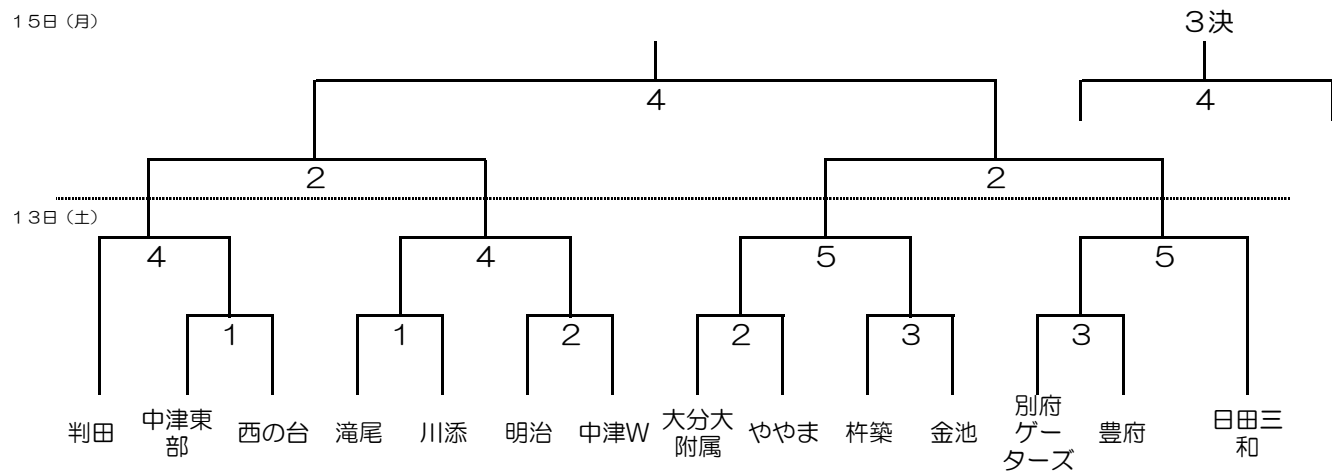 15日（月）
3決
4
4
2
2
13日（土）
4
4
5
5
1
1
2
2
3
3
判田
中津東
部
西の台
滝尾
川添
明治
中津W
大分大
附属
ややま
杵築
金池
別府
ゲー
ターズ
豊府
日田三
和